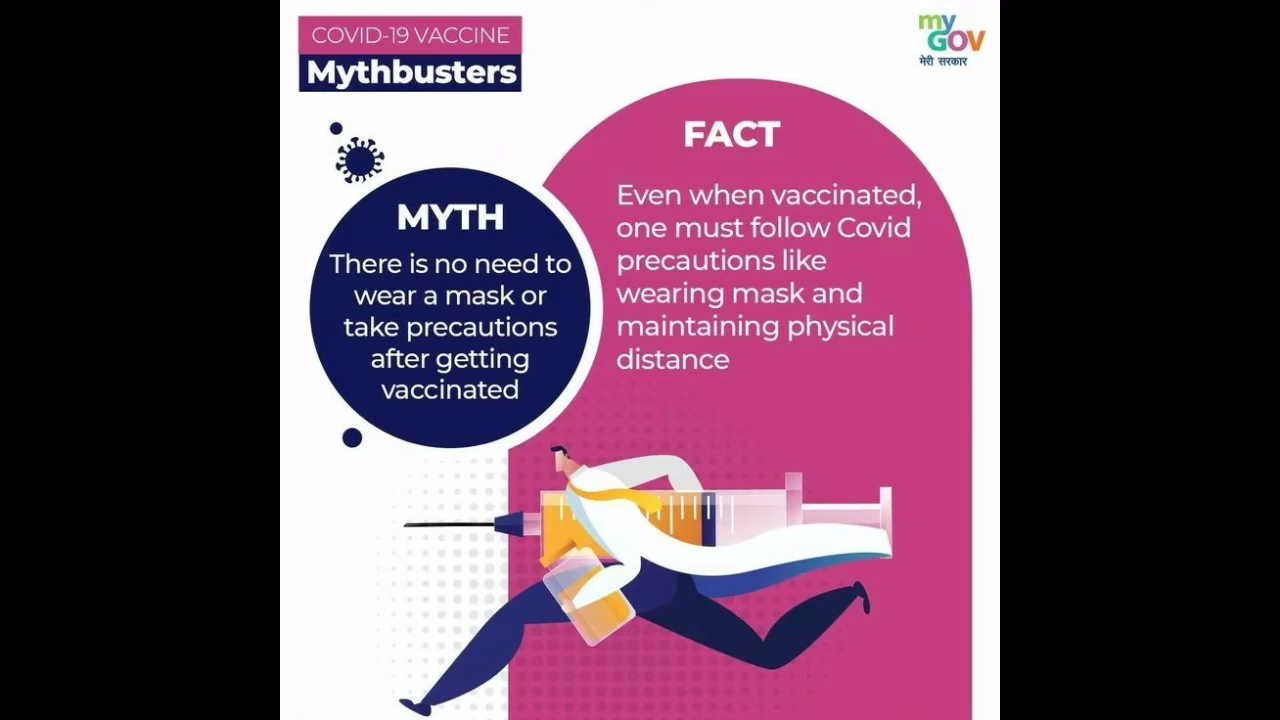 COVID-19 VACCINE
Mythbusters
my
GOV
मेरी सरकार
MYTH
There is no need to
wear a mask or
take precautions
after getting
vaccinated
FACT
Even when vaccinated,
one must follow Covid
precautions like
wearing mask and
maintaining physical
distance